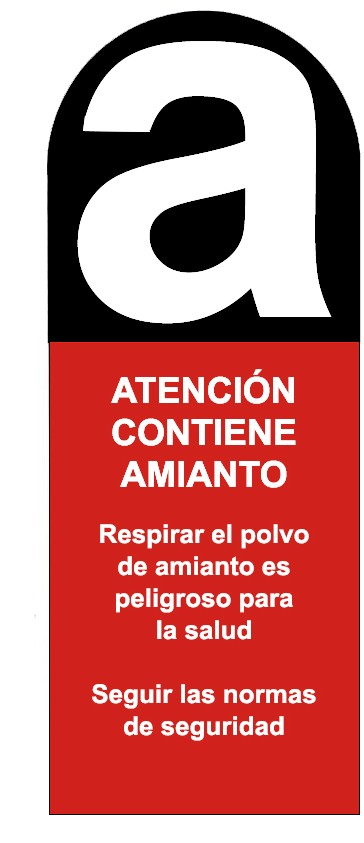 a
ATENCIÓN
CONTIENE
AMIANTO
Respirar el polvo
de amianto es
peligroso para
la salud
Seguir las normas
de seguridad